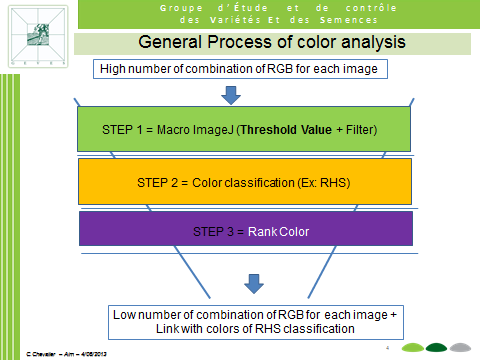 Groupe d'Étude et de contrôle
des Variétés Et des Semences
General Process of color analysis
High number of combination of RGB for each image
STEP 1 = Macro ImageJ (Threshold Value + Filter)
STEP 2 = Color classification (Ex: RHS)
STEP 3 = Rank Color
Low number of combination of RGB for each image +
Link with colors of RHS classification
4
C.Chevalier – Aim – 4/06/2013